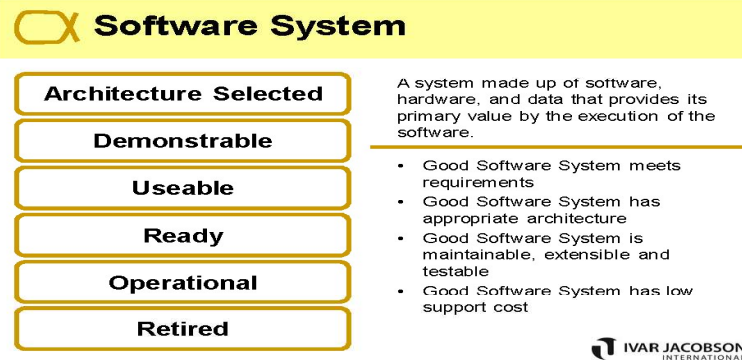 Software System
Architecture Selected
Demonstrable
Useable
Ready
Operational
Retired
A system made up of software,
hardware, and data that provides its
primary value by the execution of the
software.
• Good Software System meets
requirements
• Good Software System has
appropriate architecture
• Good Software System is
maintainable, extensible and
testable
• Good Software System has low
support cost
IVAR JACOBSON
INTERNATIONAL